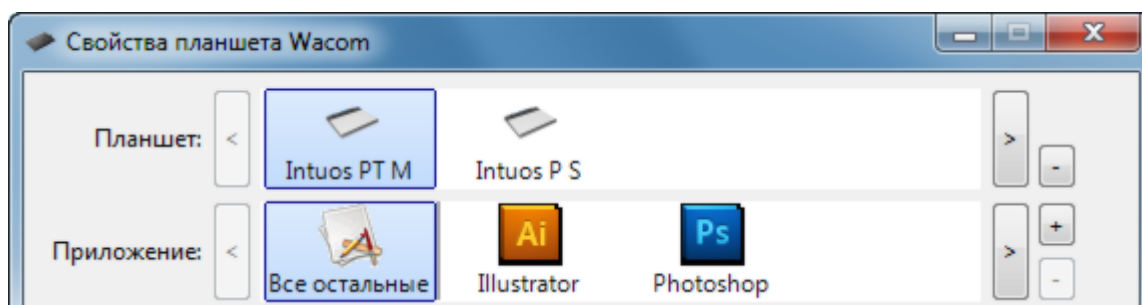 Свойства планшета Wacom
Планшет: < Intuos PT M Intuos P S > -
Приложение: < Все остальные Ai Illustrator Ps Photoshop > + -